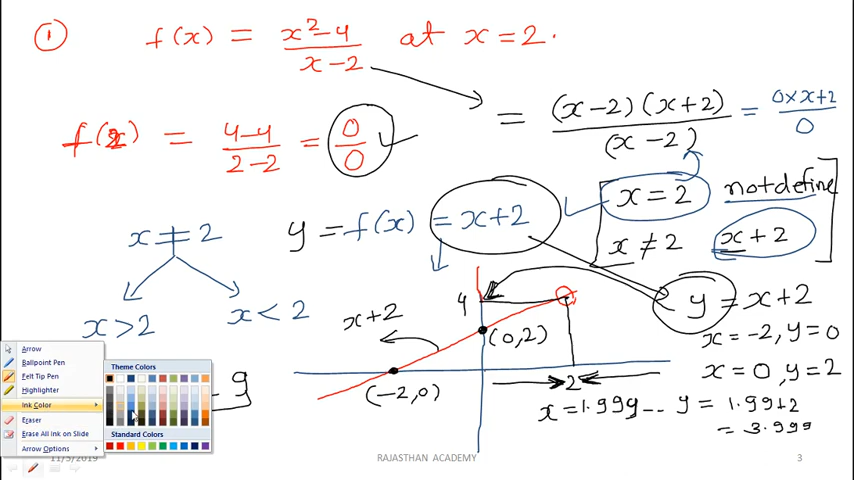 ① f(x) = x²-4 / x-2 at x = 2.
f(2) = 4-4 / 2-2 = 0/0
= (x-2)(x+2) / (x-2) = 0×x+2 / 0
x = 2 not define
x ≠ 2 x+2
y = f(x) = x+2
x ≠ 2
x > 2 x < 2
x+2
4
(0,2)
(-2,0)
2
y = x+2
x = -2, y = 0
x = 0, y = 2
x = 1.999... y = 1.99+2
= 3.999
Arrow
Ballpoint Pen
Felt Tip Pen
Highlighter
Ink Color
Eraser
Erase All Ink on Slide
Arrow Options
Theme Colors
Standard Colors
11/5/2019
RAJASTHAN ACADEMY
3